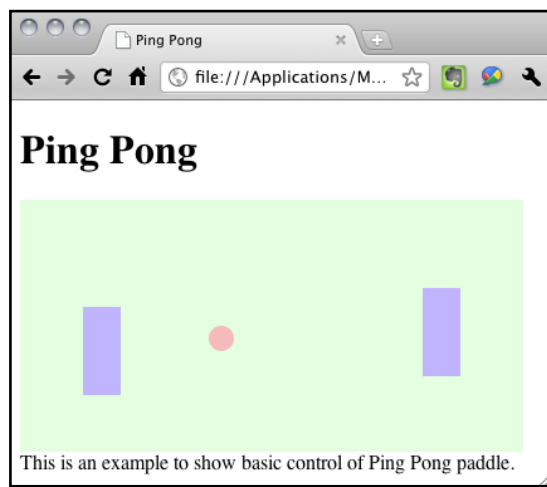 Ping Pong
file:///Applications/M...
Ping Pong
This is an example to show basic control of Ping Pong paddle.